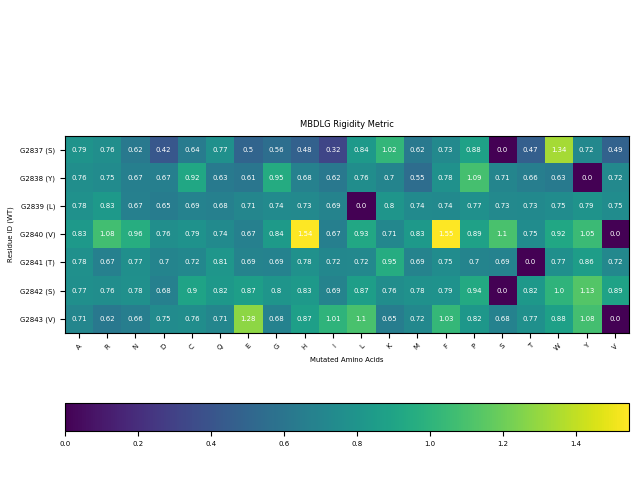 MBDLG Rigidity Metric
Residue ID (WT)
G2837 (S) 0.79 0.76 0.62 0.42 0.64 0.77 0.5 0.56 0.48 0.32 0.84 1.02 0.62 0.73 0.88 0.0 0.47 1.34 0.72 0.49
G2838 (Y) 0.76 0.75 0.67 0.67 0.92 0.63 0.61 0.95 0.68 0.62 0.76 0.7 0.55 0.78 1.09 0.71 0.66 0.63 0.0 0.72
G2839 (L) 0.78 0.83 0.67 0.65 0.69 0.68 0.71 0.74 0.73 0.69 0.0 0.8 0.74 0.74 0.77 0.73 0.73 0.75 0.79 0.75
G2840 (V) 0.83 1.08 0.96 0.76 0.79 0.74 0.67 0.84 1.54 0.67 0.93 0.71 0.83 1.55 0.89 1.1 0.75 0.92 1.05 0.0
G2841 (T) 0.78 0.67 0.77 0.7 0.72 0.81 0.69 0.69 0.78 0.72 0.72 0.95 0.69 0.75 0.7 0.69 0.0 0.77 0.86 0.72
G2842 (S) 0.77 0.76 0.78 0.68 0.9 0.82 0.87 0.8 0.83 0.69 0.87 0.76 0.78 0.79 0.94 0.0 0.82 1.0 1.13 0.89
G2843 (V) 0.71 0.62 0.66 0.75 0.76 0.71 1.28 0.68 0.87 1.01 1.1 0.65 0.72 1.03 0.82 0.68 0.77 0.88 1.08 0.0
A R N D C Q E G H I L K M F P S T W Y V
Mutated Amino Acids
0.0 0.2 0.4 0.6 0.8 1.0 1.2 1.4